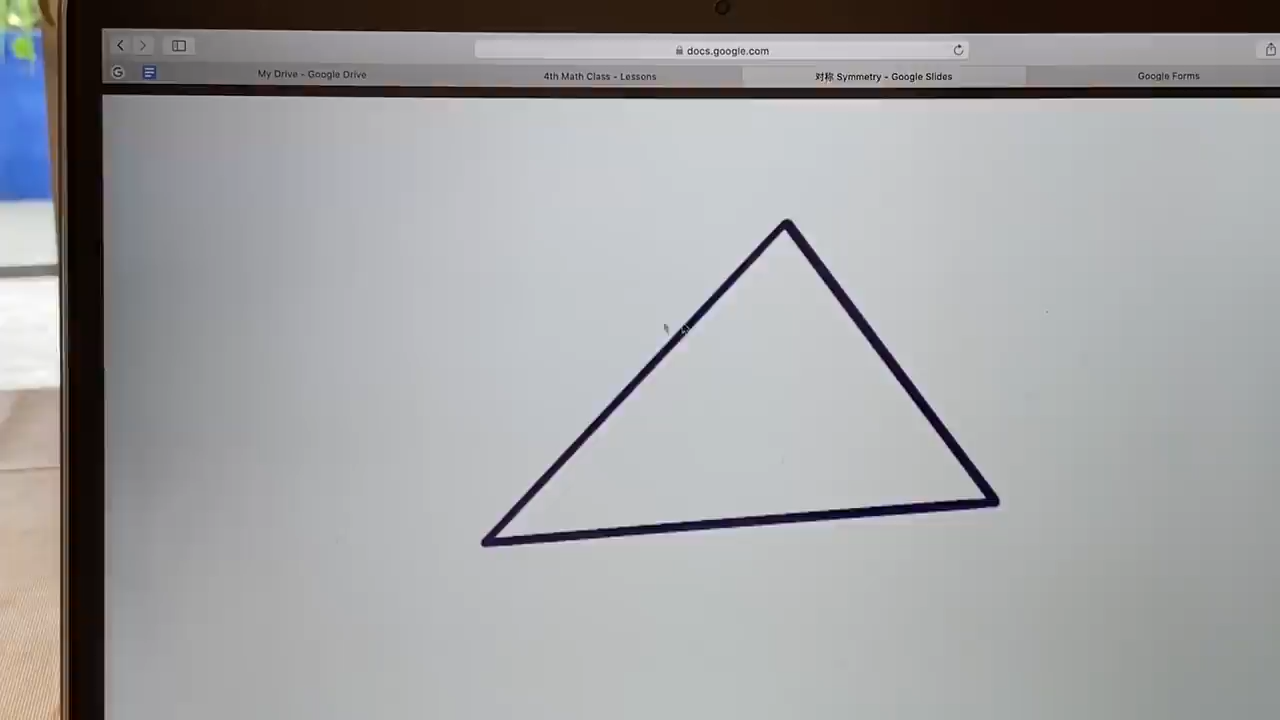 docs.google.com
My Drive - Google Drive
4th Math Class - Lessons
对称 Symmetry - Google Slides
Google Forms